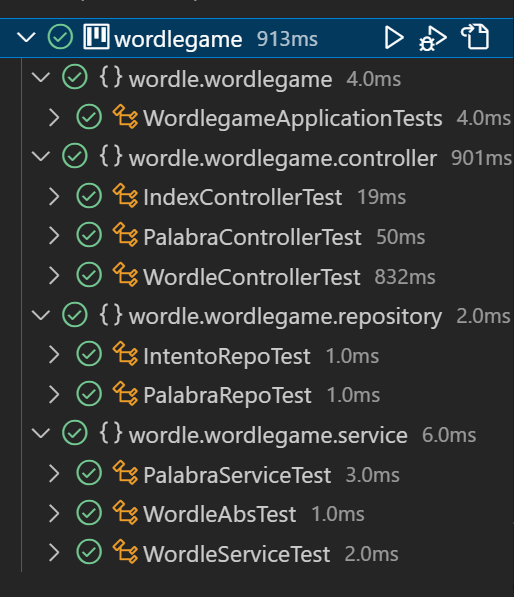 wordlegame 913ms
{} wordle.wordlegame 4.0ms
WordlegameApplicationTests 4.0ms
{} wordle.wordlegame.controller 901ms
IndexControllerTest 19ms
PalabraControllerTest 50ms
WordleControllerTest 832ms
{} wordle.wordlegame.repository 2.0ms
IntentoRepoTest 1.0ms
PalabraRepoTest 1.0ms
{} wordle.wordlegame.service 6.0ms
PalabraServiceTest 3.0ms
WordleAbsTest 1.0ms
WordleServiceTest 2.0ms